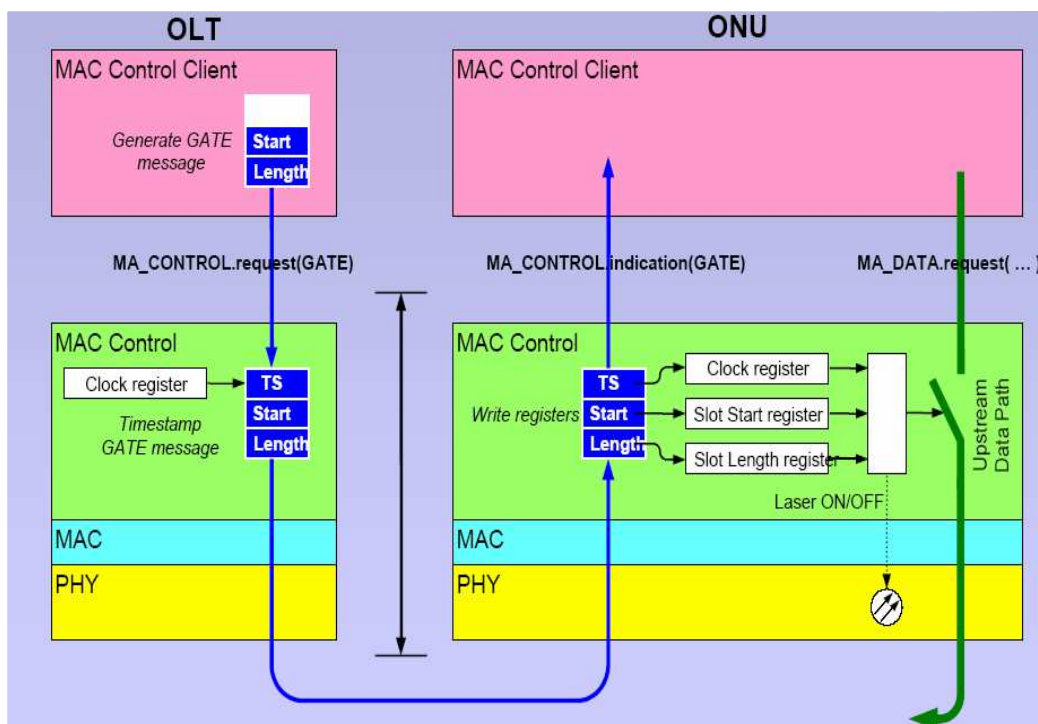 OLT
MAC Control Client
Generate GATE
message
Start
Length
MA_CONTROL.request(GATE)
MAC Control
Clock register
TS
Start
Length
Timestamp
GATE message
MAC
PHY
ONU
MAC Control Client
MA_CONTROL.indication(GATE)
MA_DATA.request( … )
MAC Control
Write registers
TS
Start
Length
Clock register
Slot Start register
Slot Length register
Laser ON/OFF
Upstream
Data Path
MAC
PHY